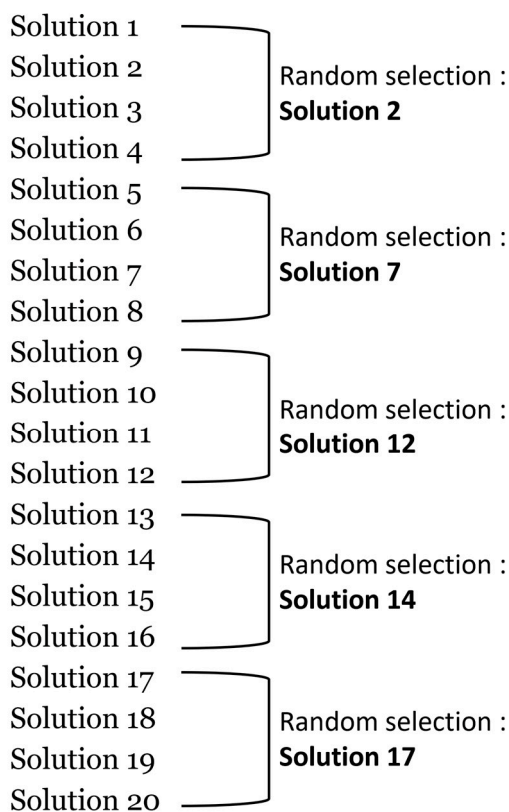 Solution 1
Solution 2
Solution 3
Solution 4
Random selection :
Solution 2
Solution 5
Solution 6
Solution 7
Solution 8
Random selection :
Solution 7
Solution 9
Solution 10
Solution 11
Solution 12
Random selection :
Solution 12
Solution 13
Solution 14
Solution 15
Solution 16
Random selection :
Solution 14
Solution 17
Solution 18
Solution 19
Solution 20
Random selection :
Solution 17